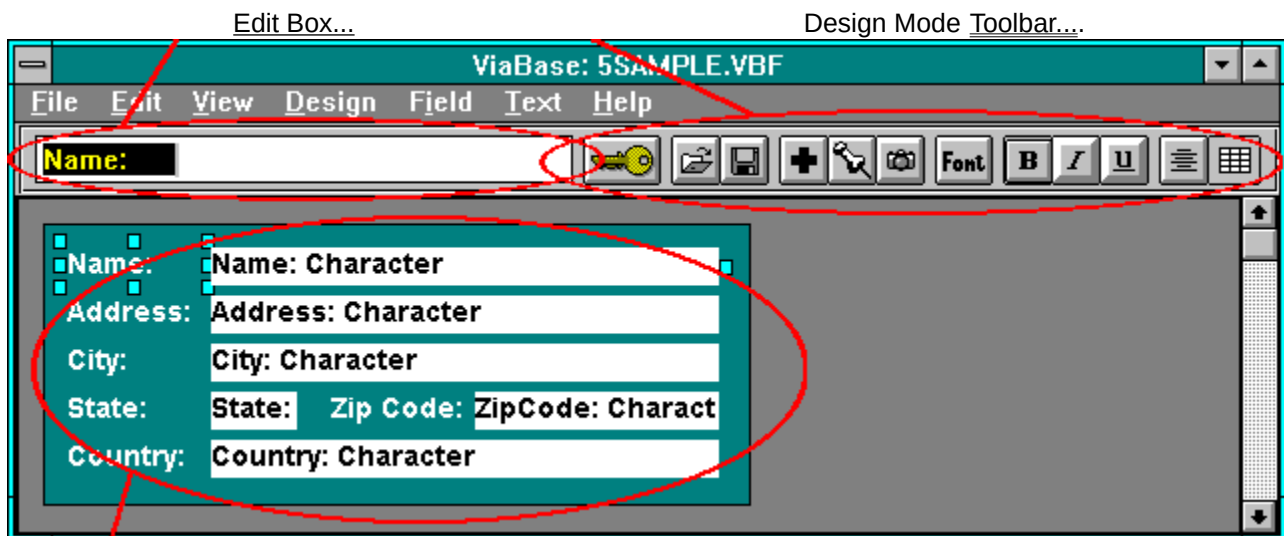 Edit Box... Design Mode Toolbar....
ViaBase: 5SAMPLE.VBF
File Edit View Design Field Text Help
Name: Font B I U
Name: Name: Character
Address: Address: Character
City: City: Character
State: State: Zip Code: ZipCode: Charact
Country: Country: Character